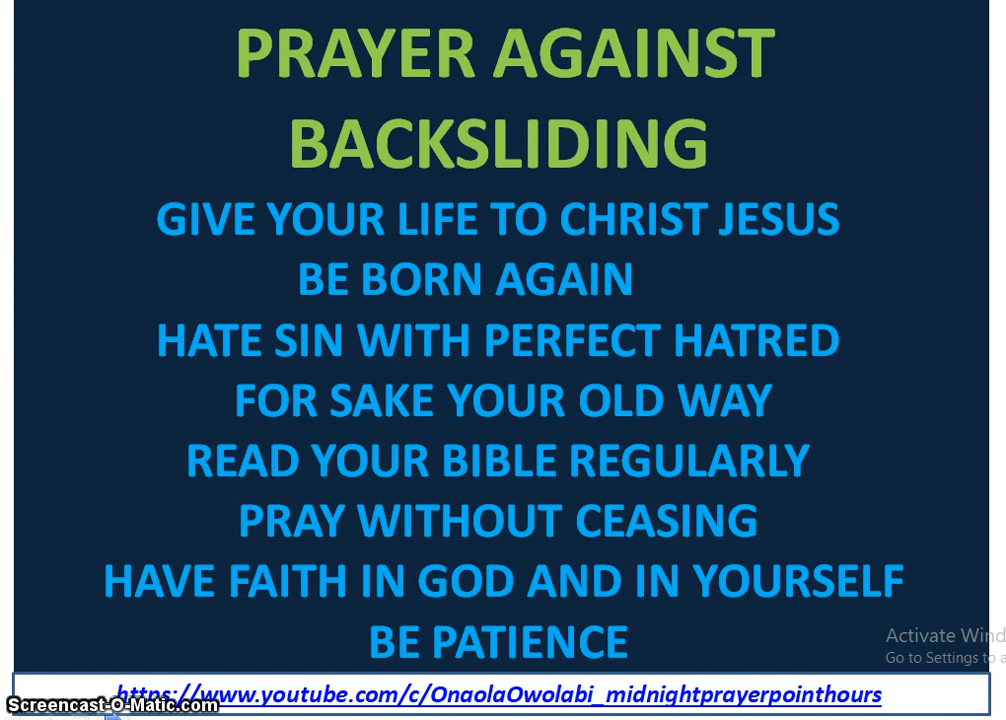 PRAYER AGAINST
BACKSLIDING
GIVE YOUR LIFE TO CHRIST JESUS
BE BORN AGAIN
HATE SIN WITH PERFECT HATRED
FOR SAKE YOUR OLD WAY
READ YOUR BIBLE REGULARLY
PRAY WITHOUT CEASING
HAVE FAITH IN GOD AND IN YOURSELF
BE PATIENCE
Activate Wind
Go to Settings to a
https://www.youtube.com/c/OnaolaOwolabi_midnightprayerpointhours
Screencast-O-Matic.com